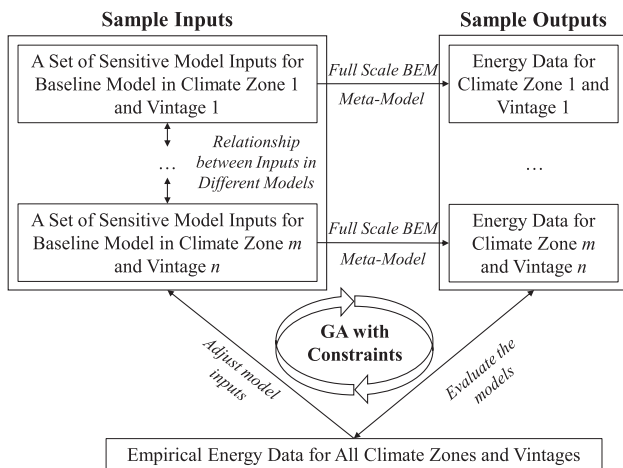 Sample Inputs
Sample Outputs
A Set of Sensitive Model Inputs for
Baseline Model in Climate Zone 1
and Vintage 1
Full Scale BEM
Meta-Model
Energy Data for
Climate Zone 1 and
Vintage 1
...
Relationship
between Inputs in
Different Models
...
A Set of Sensitive Model Inputs for
Baseline Model in Climate Zone m
and Vintage n
Full Scale BEM
Meta-Model
Energy Data for
Climate Zone m
and Vintage n
GA with
Constraints
Adjust model
inputs
Evaluate the
models
Empirical Energy Data for All Climate Zones and Vintages